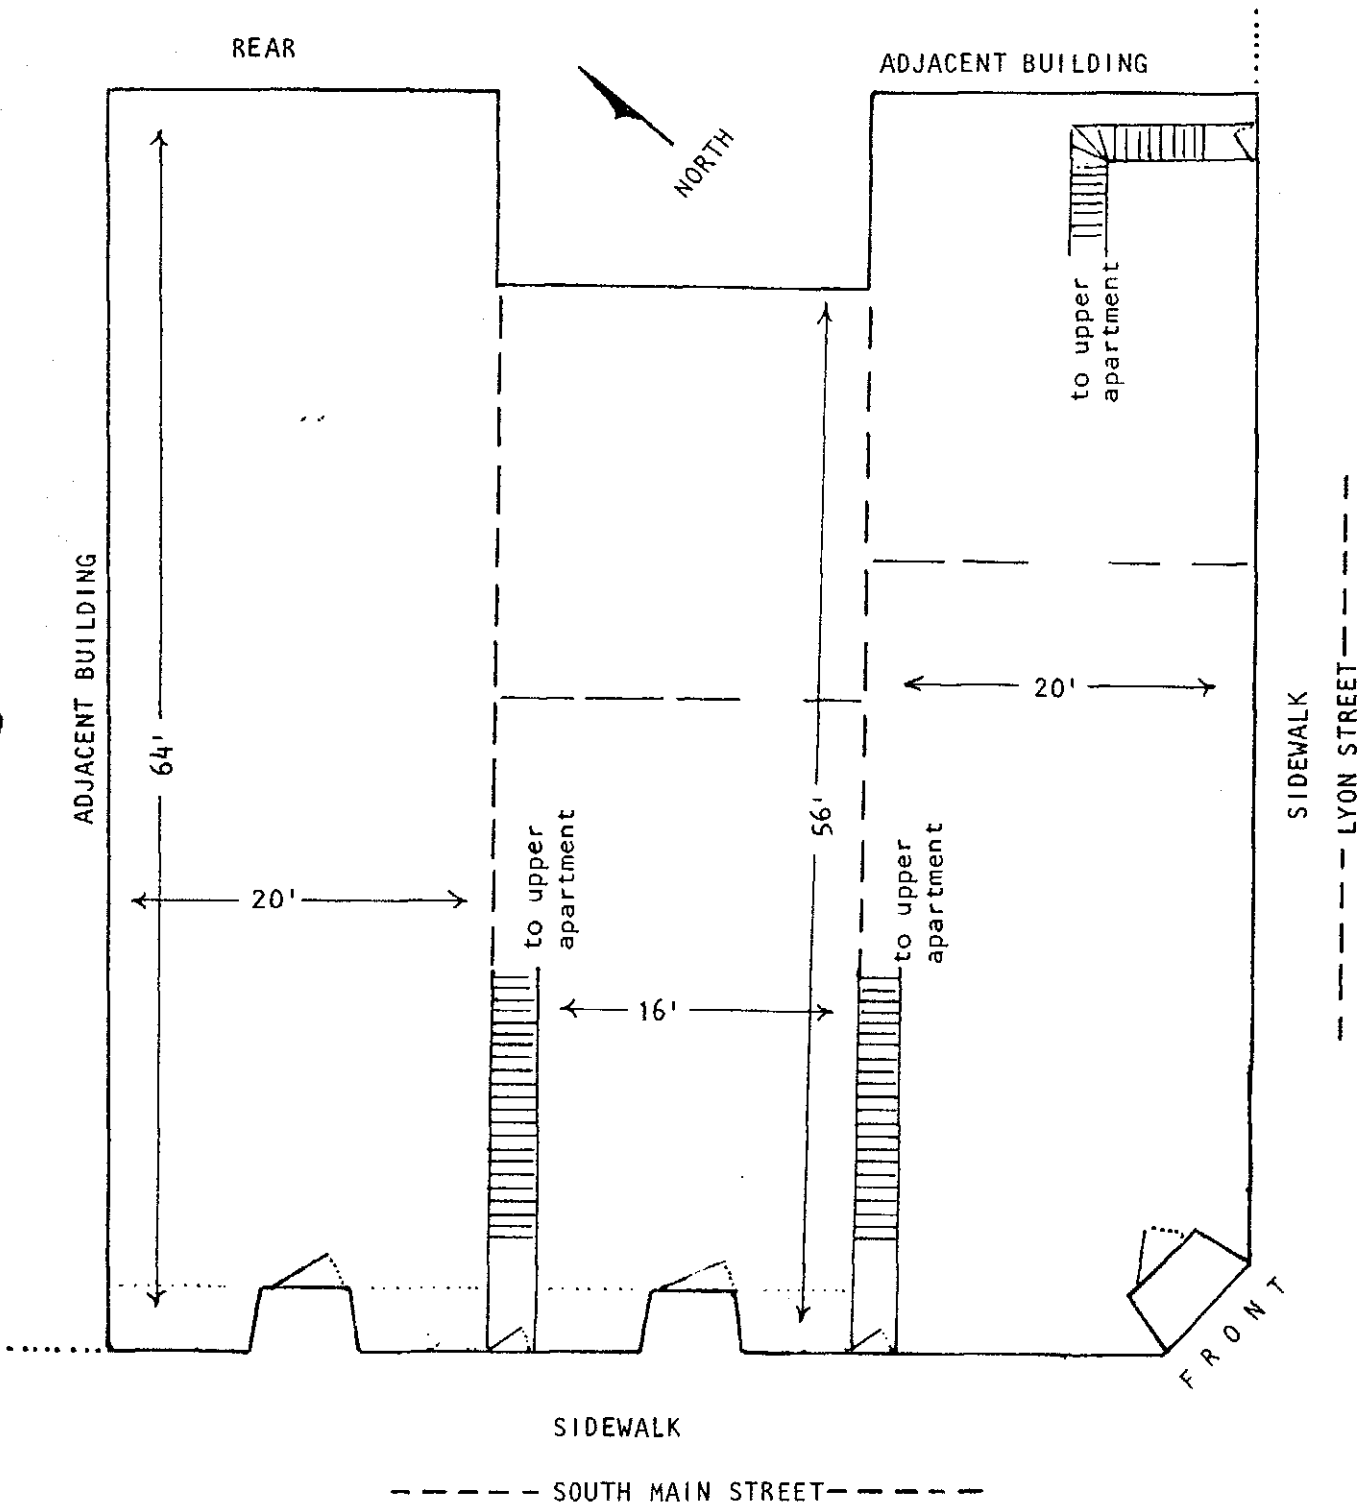 REAR
ADJACENT BUILDING
NORTH
to upper
apartment
ADJACENT BUILDING
64'
20'
SIDEWALK
LYON STREET
56'
to upper
apartment
to upper
apartment
20'
16'
FRONT
SIDEWALK
SOUTH MAIN STREET